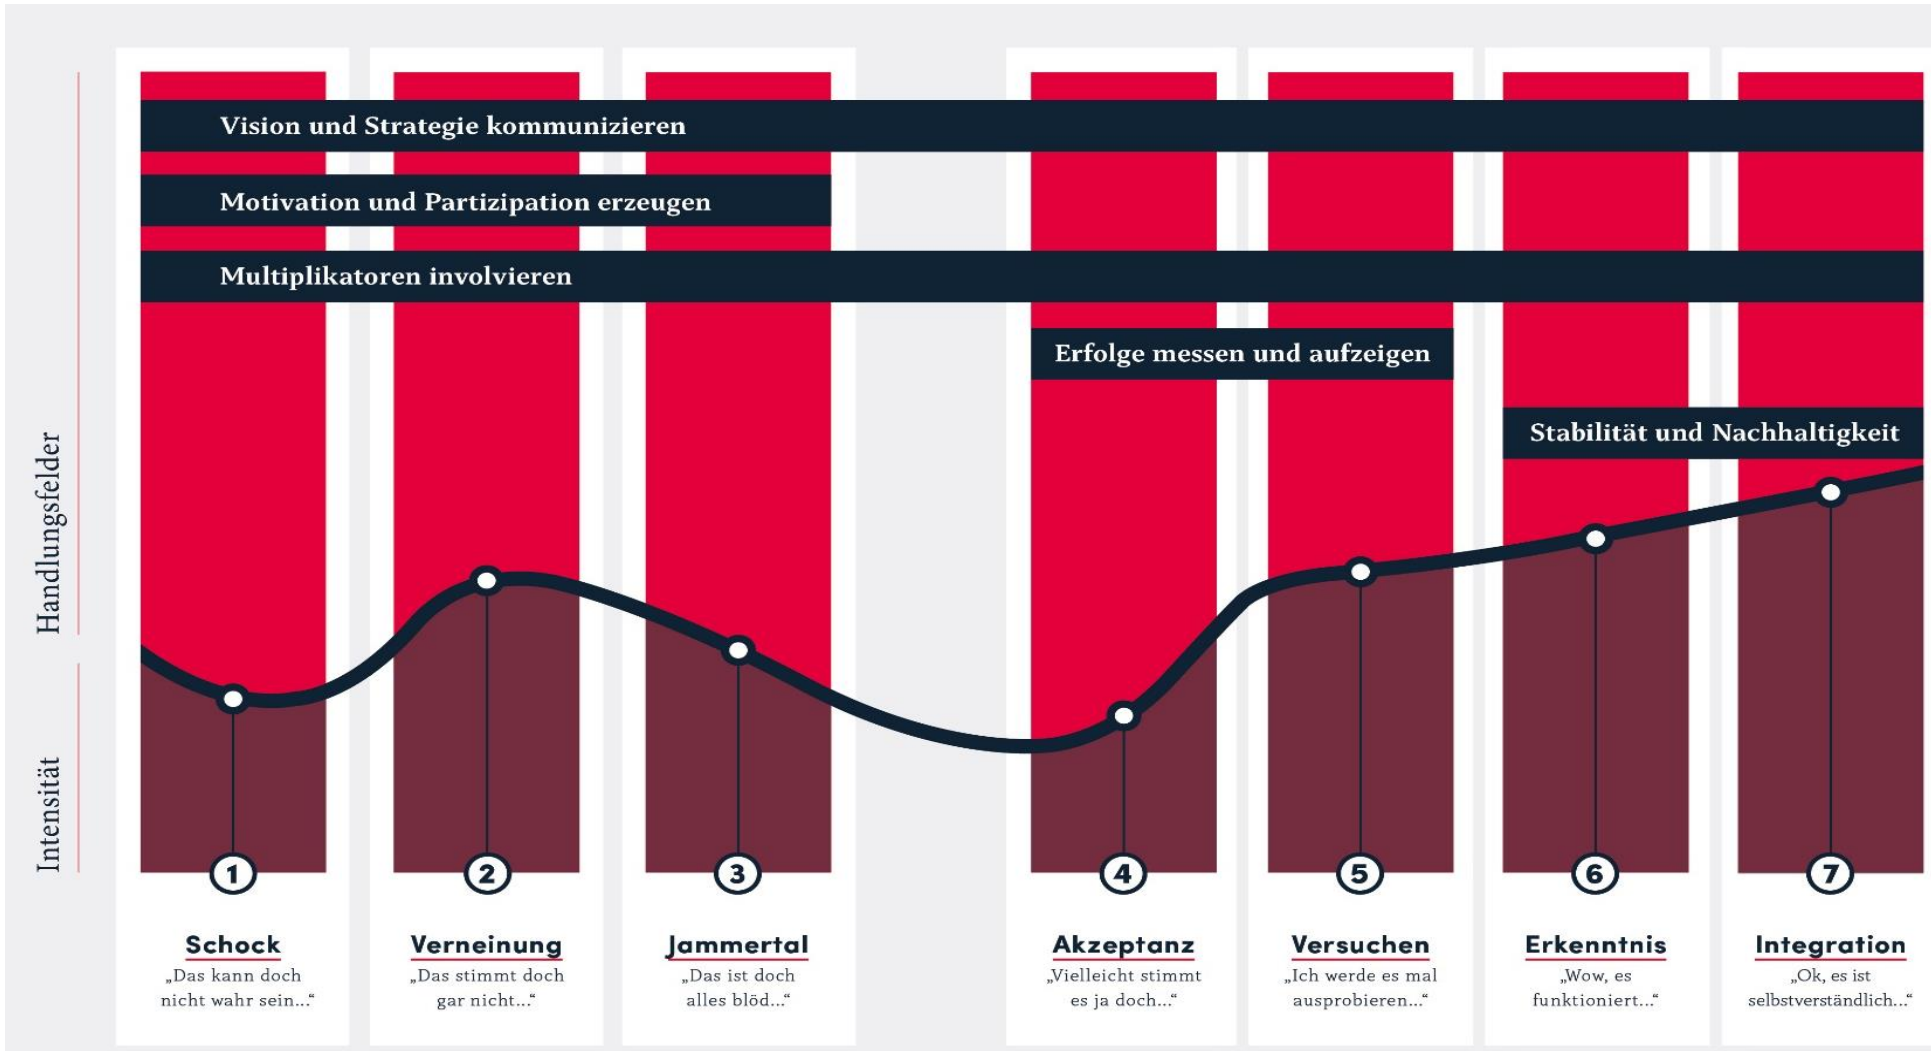 Vision und Strategie kommunizieren
Motivation und Partizipation erzeugen
Multiplikatoren involvieren
Erfolge messen und aufzeigen
Stabilität und Nachhaltigkeit
Handlungsfelder
Intensität
1
2
3
4
5
6
7
Schock
„Das kann doch
nicht wahr sein...“
Verneinung
„Das stimmt doch
gar nicht...“
Jammertal
„Das ist doch
alles blöd...“
Akzeptanz
„Vielleicht stimmt
es ja doch...“
Versuchen
„Ich werde es mal
ausprobieren...“
Erkenntnis
„Wow, es
funktioniert...“
Integration
„Ok, es ist
selbstverständlich...“